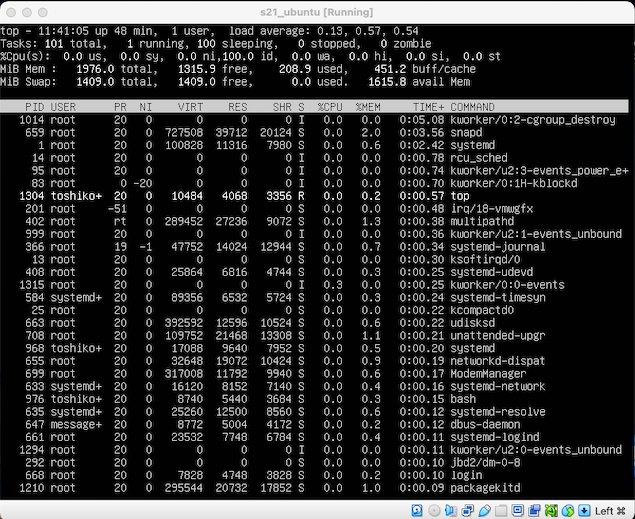 s21_ubuntu [Running]
top - 11:41:05 up 48 min,  1 user,  load average: 0.13, 0.57, 0.54
Tasks: 101 total,   1 running, 100 sleeping,   0 stopped,   0 zombie
%Cpu(s):  0.0 us,  0.0 sy,  0.0 ni,100.0 id,  0.0 wa,  0.0 hi,  0.0 si,  0.0 st
MiB Mem :   1976.0 total,   1315.9 free,    208.9 used,    451.2 buff/cache
MiB Swap:   1409.0 total,   1409.0 free,      0.0 used.   1615.8 avail Mem
PID USER      PR  NI    VIRT    RES    SHR S  %CPU  %MEM     TIME+ COMMAND
1014 root      20   0       0      0      0 I   0.0   0.0   0:05.08 kworker/0:2-cgroup_destroy
659 root      20   0  727508  39712  20124 S   0.0   2.0   0:03.56 snapd
1 root      20   0  100828  11316   7980 S   0.0   0.6   0:02.42 systemd
14 root      20   0       0      0      0 I   0.0   0.0   0:00.78 rcu_sched
95 root      20   0       0      0      0 I   0.0   0.0   0:00.74 kworker/u2:3-events_power_e+
83 root       0 -20       0      0      0 I   0.0   0.0   0:00.70 kworker/0:1H-kblockd
1304 toshiko+  20   0   10484   4068   3356 R   0.0   0.2   0:00.57 top
201 root     -51   0       0      0      0 S   0.0   0.0   0:00.48 irq/18-vmwgfx
402 root      rt   0  289452  27236   9072 S   0.0   1.3   0:00.38 multipathd
999 root      20   0       0      0      0 I   0.0   0.0   0:00.36 kworker/u2:1-events_unbound
366 root      19  -1   47752  14024  12944 S   0.0   0.7   0:00.34 systemd-journal
13 root      20   0       0      0      0 S   0.0   0.0   0:00.30 ksoftirqd/0
408 root      20   0   25864   6816   4744 S   0.0   0.3   0:00.25 systemd-udevd
1315 root      20   0       0      0      0 I   0.3   0.0   0:00.25 kworker/0:0-events
584 systemd+  20   0   89356   6532   5724 S   0.0   0.3   0:00.24 systemd-timesyn
25 root      20   0       0      0      0 S   0.0   0.0   0:00.22 kcompactd0
663 root      20   0  392592  12596  10524 S   0.0   0.6   0:00.22 udisksd
708 root      20   0  109752  21468  13308 S   0.0   1.1   0:00.21 unattended-upgr
968 toshiko+  20   0   17088   9640   7952 S   0.0   0.5   0:00.20 systemd
655 root      20   0   32648  19072  10424 S   0.0   0.9   0:00.19 networkd-dispat
699 root      20   0  317008  11792   9940 S   0.0   0.6   0:00.17 ModemManager
633 systemd+  20   0   16120   8152   7140 S   0.0   0.4   0:00.16 systemd-network
976 toshiko+  20   0    8740   5440   3684 S   0.0   0.3   0:00.15 bash
635 systemd+  20   0   25260  12500   8560 S   0.0   0.6   0:00.12 systemd-resolve
647 message+  20   0    8772   5004   4172 S   0.0   0.2   0:00.12 dbus-daemon
661 root      20   0   23532   7748   6784 S   0.0   0.4   0:00.11 systemd-logind
1294 root      20   0       0      0      0 I   0.0   0.0   0:00.11 kworker/u2:0-events_unbound
292 root      20   0       0      0      0 S   0.0   0.0   0:00.10 jbd2/dm-0-8
668 root      20   0    7828   4748   3828 S   0.0   0.2   0:00.10 login
1210 root      20   0  295544  20732  17852 S   0.0   1.0   0:00.09 packagekitd
Left ⌘